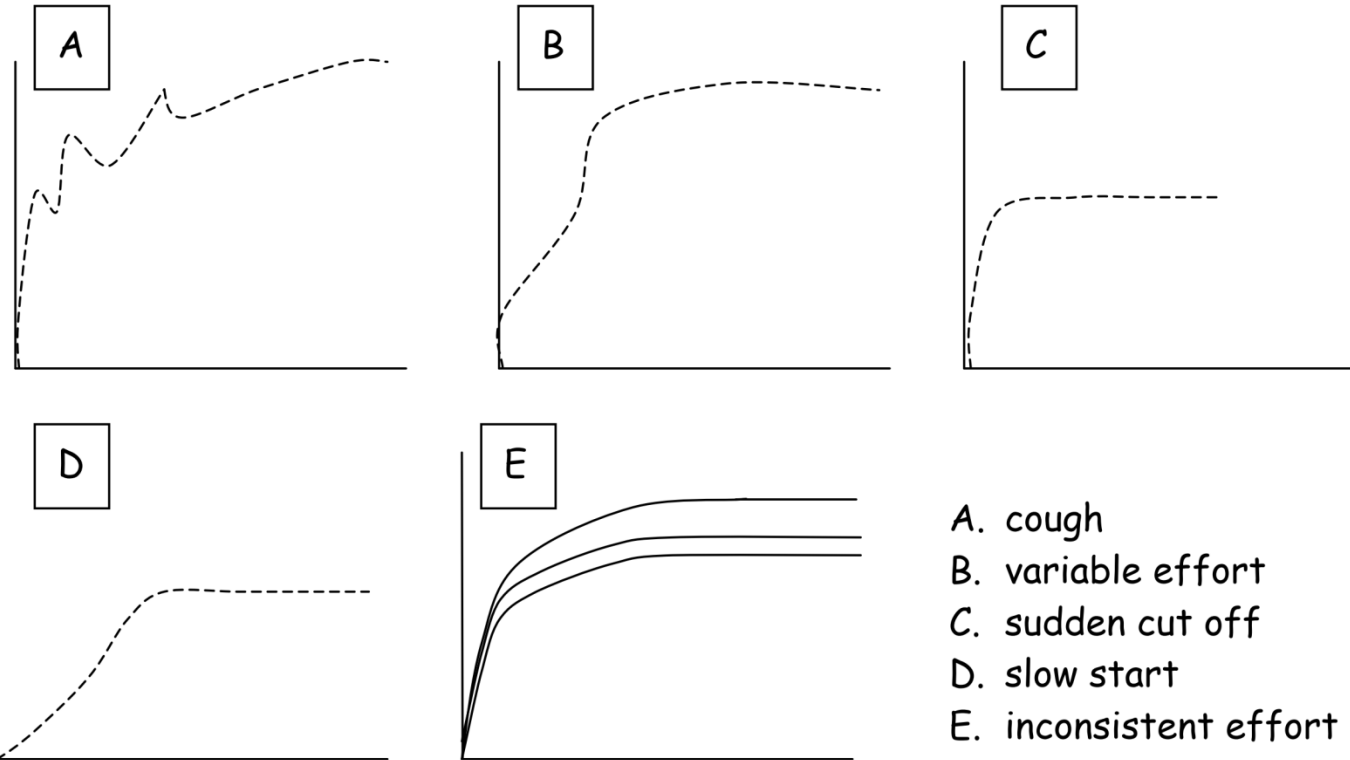 A
B
C
D
E
A. cough
B. variable effort
C. sudden cut off
D. slow start
E. inconsistent effort